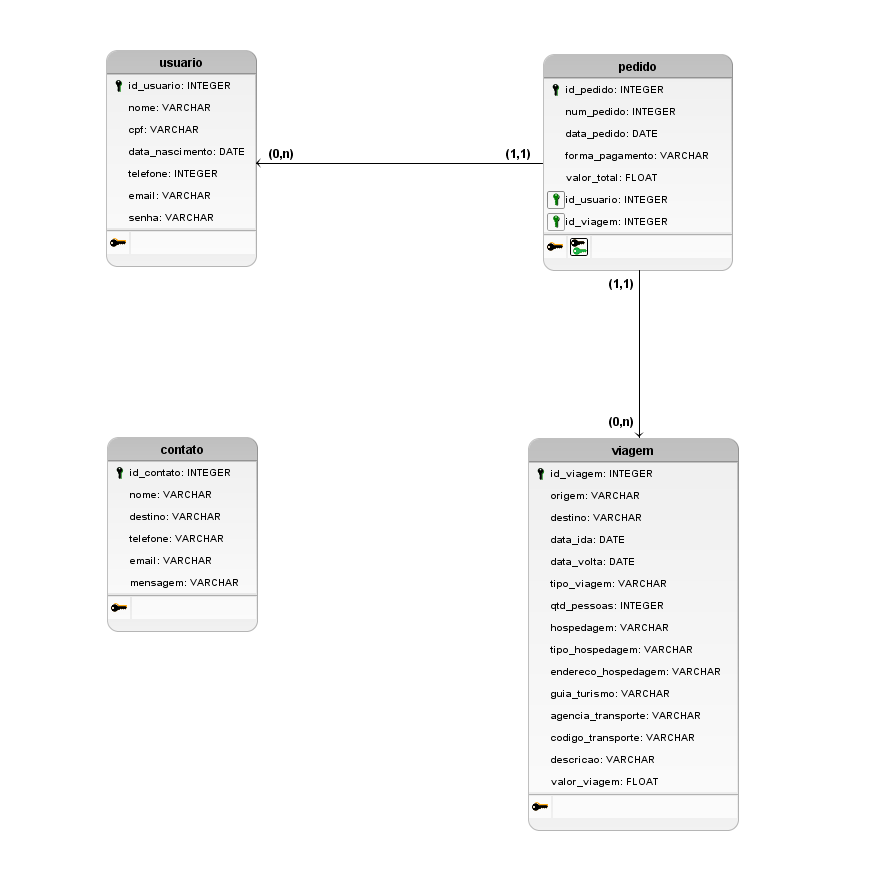 usuario
id_usuario: INTEGER
nome: VARCHAR
cpf: VARCHAR
data_nascimento: DATE
telefone: INTEGER
email: VARCHAR
senha: VARCHAR
(0,n)
(1,1)
pedido
id_pedido: INTEGER
num_pedido: INTEGER
data_pedido: DATE
forma_pagamento: VARCHAR
valor_total: FLOAT
id_usuario: INTEGER
id_viagem: INTEGER
(1,1)
(0,n)
contato
id_contato: INTEGER
nome: VARCHAR
destino: VARCHAR
telefone: VARCHAR
email: VARCHAR
mensagem: VARCHAR
viagem
id_viagem: INTEGER
origem: VARCHAR
destino: VARCHAR
data_ida: DATE
data_volta: DATE
tipo_viagem: VARCHAR
qtd_pessoas: INTEGER
hospedagem: VARCHAR
tipo_hospedagem: VARCHAR
endereco_hospedagem: VARCHAR
guia_turismo: VARCHAR
agencia_transporte: VARCHAR
codigo_transporte: VARCHAR
descricao: VARCHAR
valor_viagem: FLOAT